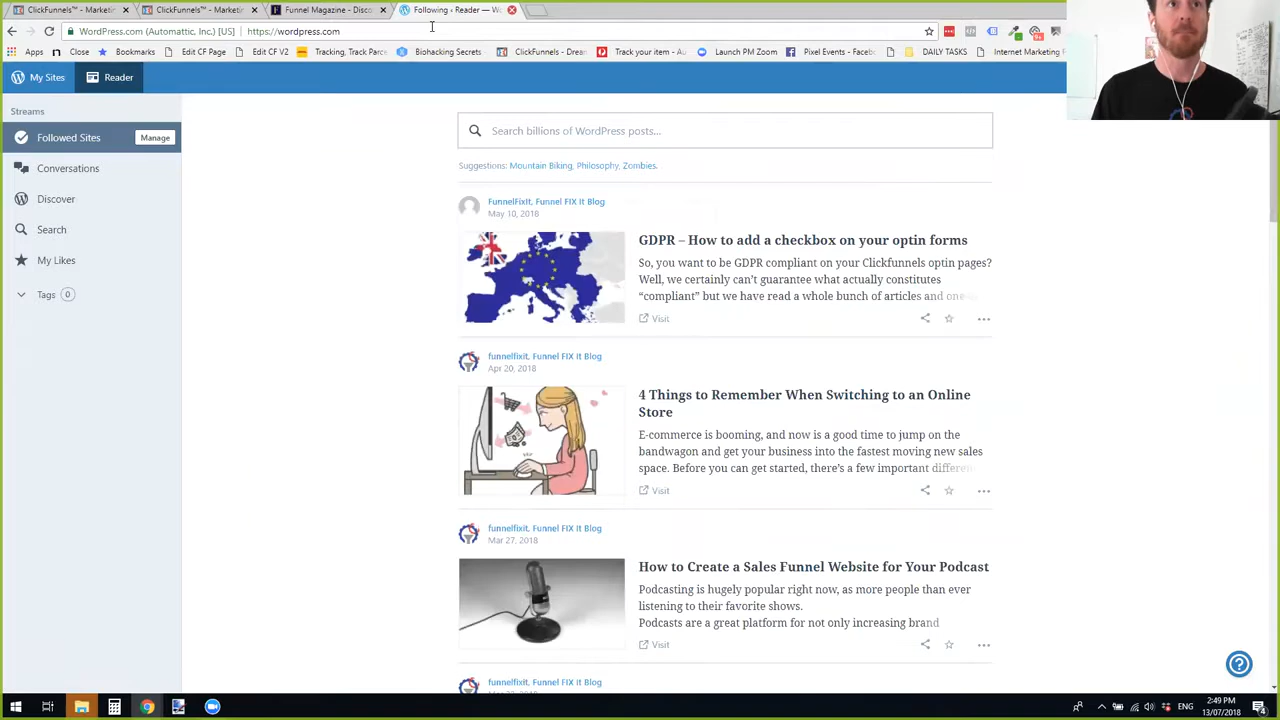 ClickFunnels™ - Marketi
ClickFunnels™ - Marketin
Funnel Magazine - Disco
Following ‹ Reader — Wo
WordPress.com (Automattic, Inc.) [US]
https://wordpress.com
Apps
Close
Bookmarks
Edit CF Page
Edit CF V2
Tracking, Track Parce
Biohacking Secrets
ClickFunnels - Drean
Track your item - Au
Launch PM Zoom
Pixel Events - Facebo
DAILY TASKS
Internet Marketing F
My Sites
Reader
Streams
Followed Sites
Manage
Conversations
Discover
Search
My Likes
Tags 0
Search billions of WordPress posts...
Suggestions: Mountain Biking, Philosophy, Zombies.
FunnelFixIt, Funnel FIX It Blog
May 10, 2018
GDPR – How to add a checkbox on your optin forms
So, you want to be GDPR compliant on your Clickfunnels optin pages?
Well, we certainly can't guarantee what actually constitutes
“compliant” but we have read a whole bunch of articles and one-
Visit
funnelfixit, Funnel FIX It Blog
Apr 20, 2018
4 Things to Remember When Switching to an Online
Store
E-commerce is booming, and now is a good time to jump on the
bandwagon and get your business into the fastest moving new sales
space. Before you can get started, there's a few important differen
Visit
funnelfixit, Funnel FIX It Blog
Mar 27, 2018
How to Create a Sales Funnel Website for Your Podcast
Podcasting is hugely popular right now, as more people than ever
listening to their favorite shows.
Podcasts are a great platform for not only increasing brand
Visit
funnelfixit, Funnel FIX It Blog
ENG
2:49 PM
13/07/2018